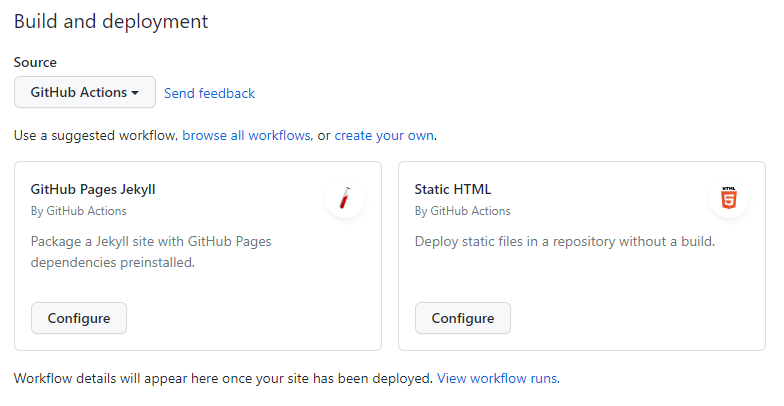 Build and deployment
Source
GitHub Actions
Send feedback
Use a suggested workflow, browse all workflows, or create your own.
GitHub Pages Jekyll
By GitHub Actions
Package a Jekyll site with GitHub Pages
dependencies preinstalled.
Configure
Static HTML
By GitHub Actions
HTML
5
Deploy static files in a repository without a build.
Configure
Workflow details will appear here once your site has been deployed. View workflow runs.